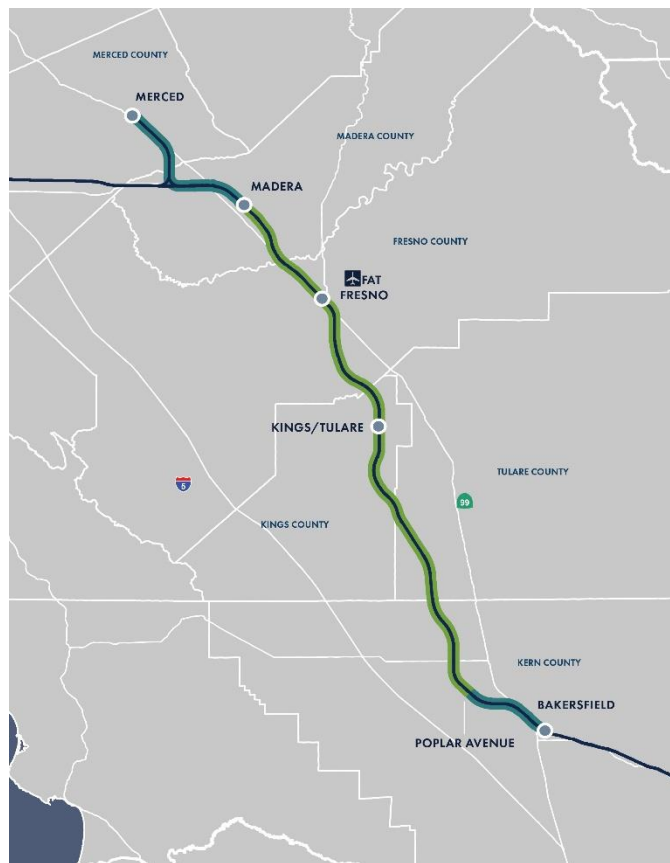 MERCED COUNTY
MERCED
MADERA COUNTY
MADERA
FRESNO COUNTY
FAT
FRESNO
KINGS/TULARE
TULARE COUNTY
5
99
KINGS COUNTY
KERN COUNTY
BAKERSFIELD
POPLAR AVENUE